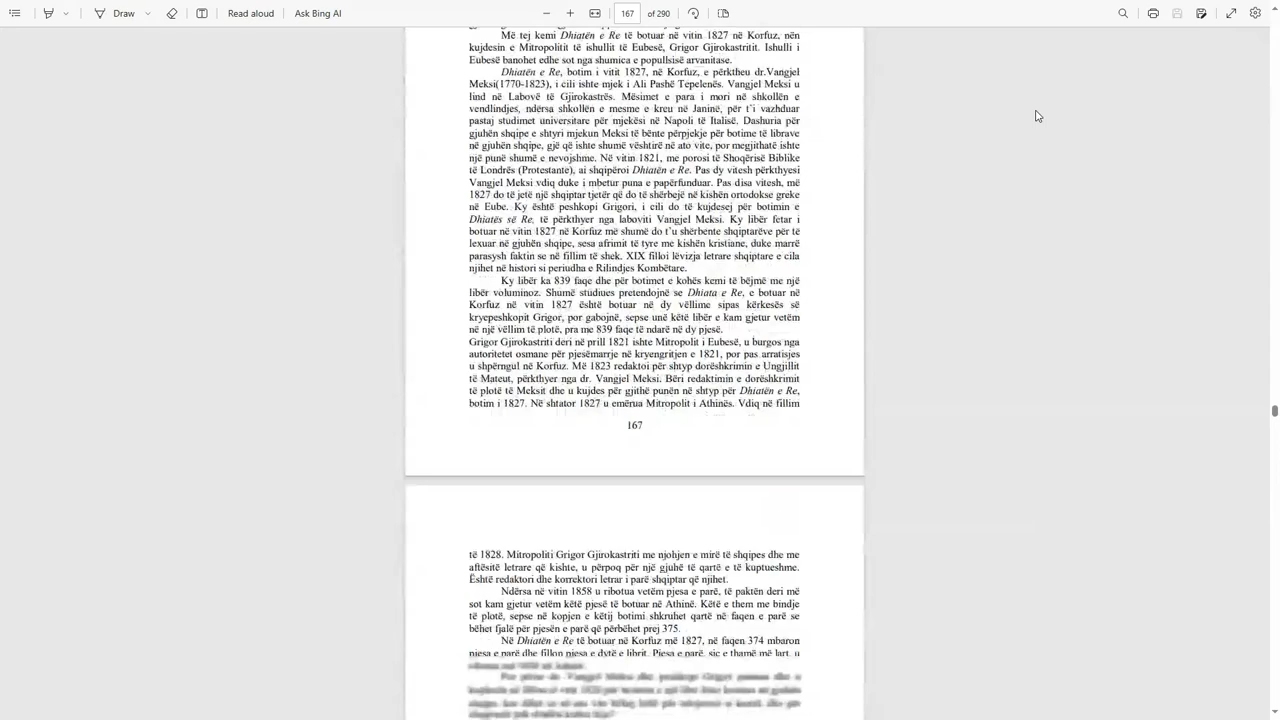 Draw
Read aloud
Ask Bing AI
167 of 290
Më tej kemi Dhiatën e Re të botuar në vitin 1827 në Korfuz, nën
kujdesin e Mitropolitit të ishullit të Eubesë, Grigor Gjirokastritit. Ishulli i
Eubesë banohet edhe sot nga shumica e popullsisë arvanitase.
Dhiatën e Re, botim i vitit 1827, në Korfuz, e përktheu dr.Vangjel
Meksi(1770-1823), i cili ishte mjek i Ali Pashë Tepelenës. Vangjel Meksi u
lind në Labovë të Gjirokastrës. Mësimet e para i mori në shkollën e
vendlindjes, ndërsa shkollën e mesme e kreu në Janinë, për t'i vazhduar
pastaj studimet universitare për mjekësi në Napoli të Italisë. Dashuria për
gjuhën shqipe e shtyri mjekun Meksi të bënte përpjekje për botime të librave
në gjuhën shqipe, gjë që ishte shumë vështirë në ato vite, por megjithatë ishte
një punë shumë e nevojshme. Në vitin 1821, me porosi të Shoqërisë Biblike
të Londrës (Protestante), ai shqipëroi Dhiatën e Re. Pas dy vitesh përkthyesi
Vangjel Meksi vdiq duke i mbetur puna e papërfunduar. Pas disa vitesh, më
1827 do të jetë një shqiptar tjetër që do të shërbejë në kishën ortodokse greke
në Eube. Ky është peshkopi Grigori, i cili do të kujdesej për botimin e
Dhiatës së Re, të përkthyer nga laboviti Vangjel Meksi. Ky libër fetar i
botuar në vitin 1827 në Korfuz më shumë do t'u shërbente shqiptarëve për të
lexuar në gjuhën shqipe, sesa afrimit të tyre me kishën kristiane, duke marrë
parasysh faktin se në fillim të shek. XIX filloi lëvizja letrare shqiptare e cila
njihet në histori si periudha e Rilindjes Kombëtare.
Ky libër ka 839 faqe dhe për botimet e kohës kemi të bëjmë me një
libër voluminoz. Shumë studiues pretendojnë se Dhiata e Re, e botuar në
Korfuz në vitin 1827 është botuar në dy vëllime sipas kërkesës së
kryepeshkopit Grigor, por gabojnë, sepse unë këtë libër e kam gjetur vetëm
në një vëllim të plotë, pra me 839 faqe të ndarë në dy pjesë.
Grigor Gjirokastriti deri në prill 1821 ishte Mitropolit i Eubesë, u burgos nga
autoritetet osmane për pjesëmarrje në kryengritjen e 1821, por pas arratisjes
u shpërngul në Korfuz. Më 1823 redaktoi për shtyp dorëshkrimin e Ungjillit
të Mateut, përkthyer nga dr. Vangjel Meksi. Bëri redaktimin e dorëshkrimit
të plotë të Meksit dhe u kujdes për gjithë punën në shtyp për Dhiatën e Re,
botim i 1827. Në shtator 1827 u emërua Mitropolit i Athinës. Vdiq në fillim
167
të 1828. Mitropoliti Grigor Gjirokastriti me njohjen e mirë të shqipes dhe me
aftësitë letrare që kishte, u përpoq për një gjuhë të qartë e të kuptueshme.
Është redaktori dhe korrektori letrar i parë shqiptar që njihet.
Ndërsa në vitin 1858 u ribotua vetëm pjesa e parë, të paktën deri më
sot kam gjetur vetëm këtë pjesë të botuar në Athinë. Këtë e them me bindje
të plotë, sepse në kopjen e këtij botimi shkruhet qartë në faqen e parë se
bëhet fjalë për pjesën e parë që përbëhet prej 375.
Në Dhiatën e Re të botuar në Korfuz më 1827, në faqen 374 mbaron
pjesa e parë dhe fillon pjesa e dytë e librit. Pjesa e parë, siç e thamë më lart, u